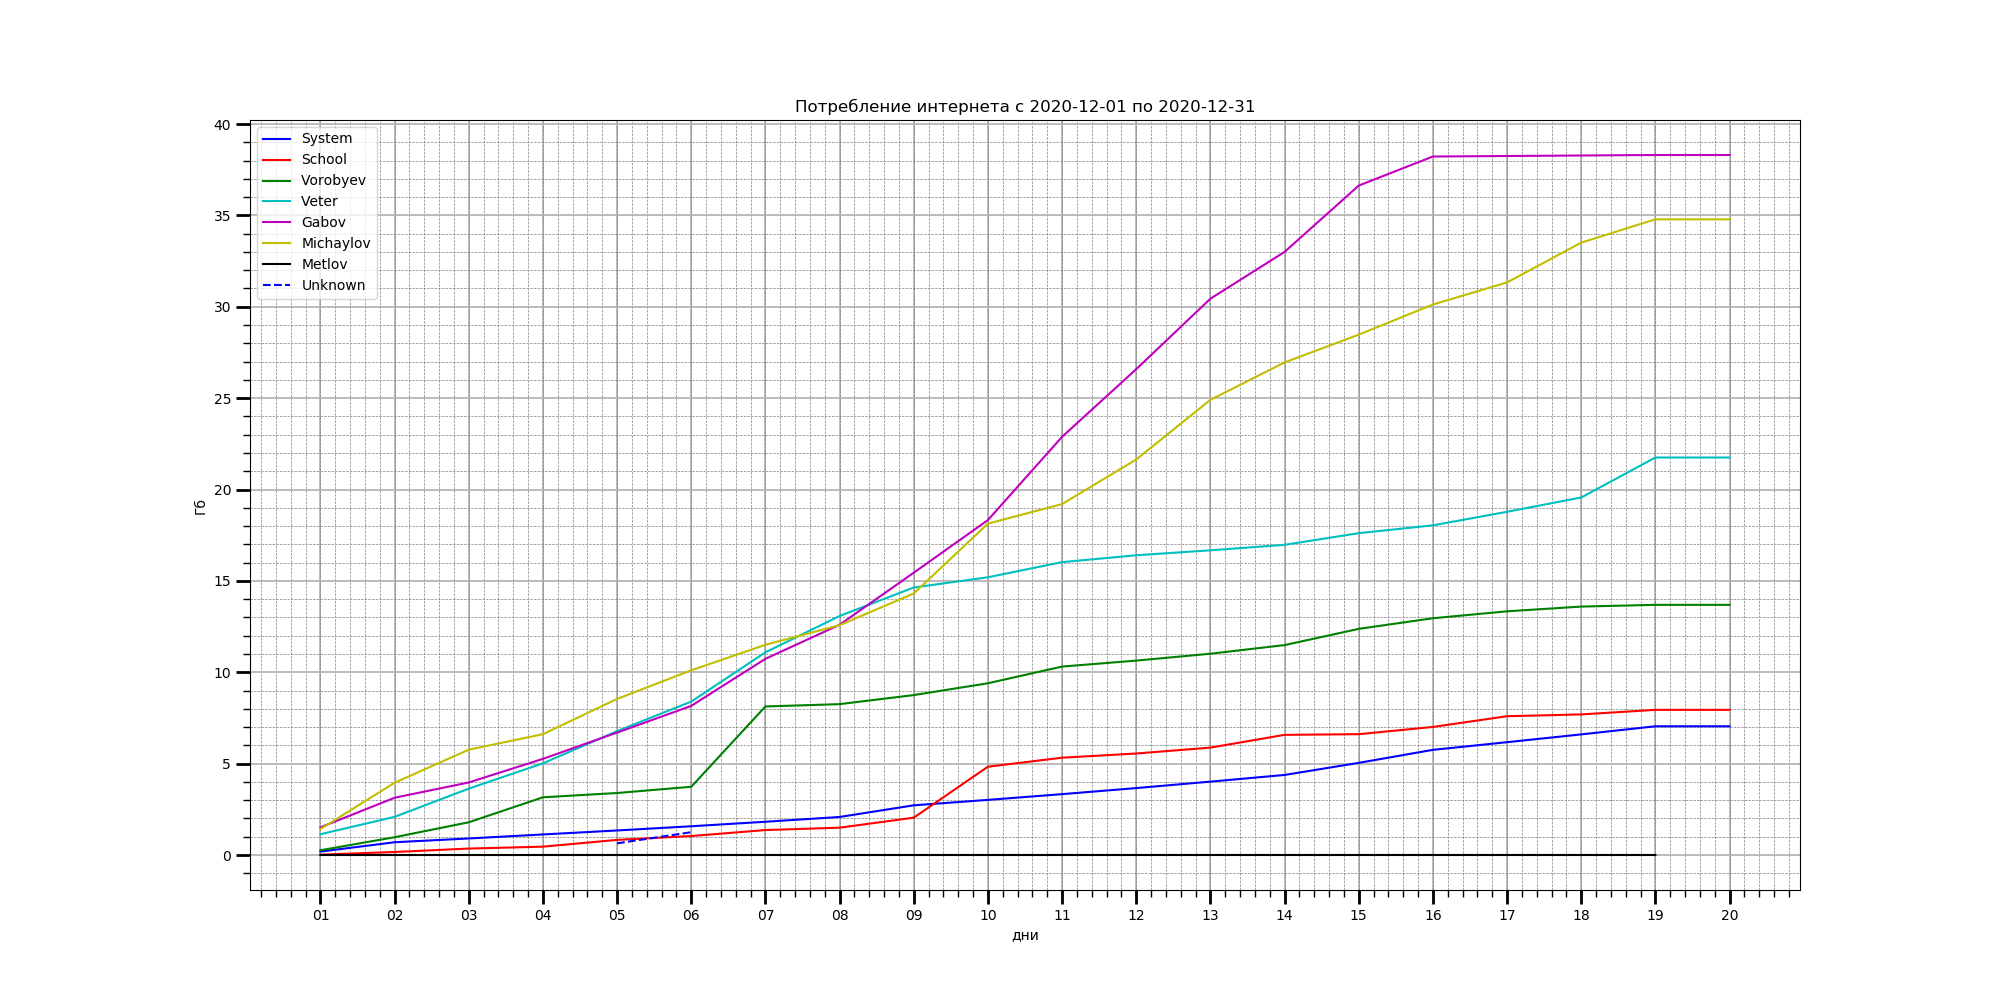 Потребление интернета с 2020-12-01 по 2020-12-31
40
35
30
25
20
15
10
5
0
Гб
System
School
Vorobyev
Veter
Gabov
Michaylov
Metlov
Unknown
01 02 03 04 05 06 07 08 09 10 11 12 13 14 15 16 17 18 19 20
дни